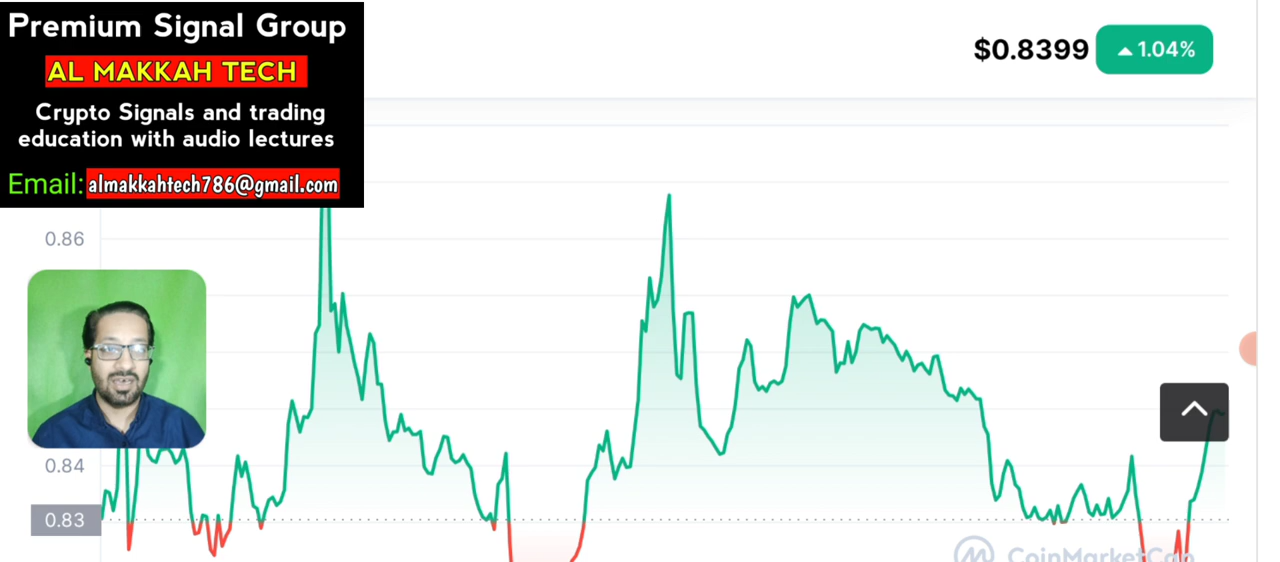 Premium Signal Group
AL MAKKAH TECH
Crypto Signals and trading
education with audio lectures
Email: almakkahtech786@gmail.com
$0.8399 ▲ 1.04%
0.86
0.84
0.83
CoinMarketCap